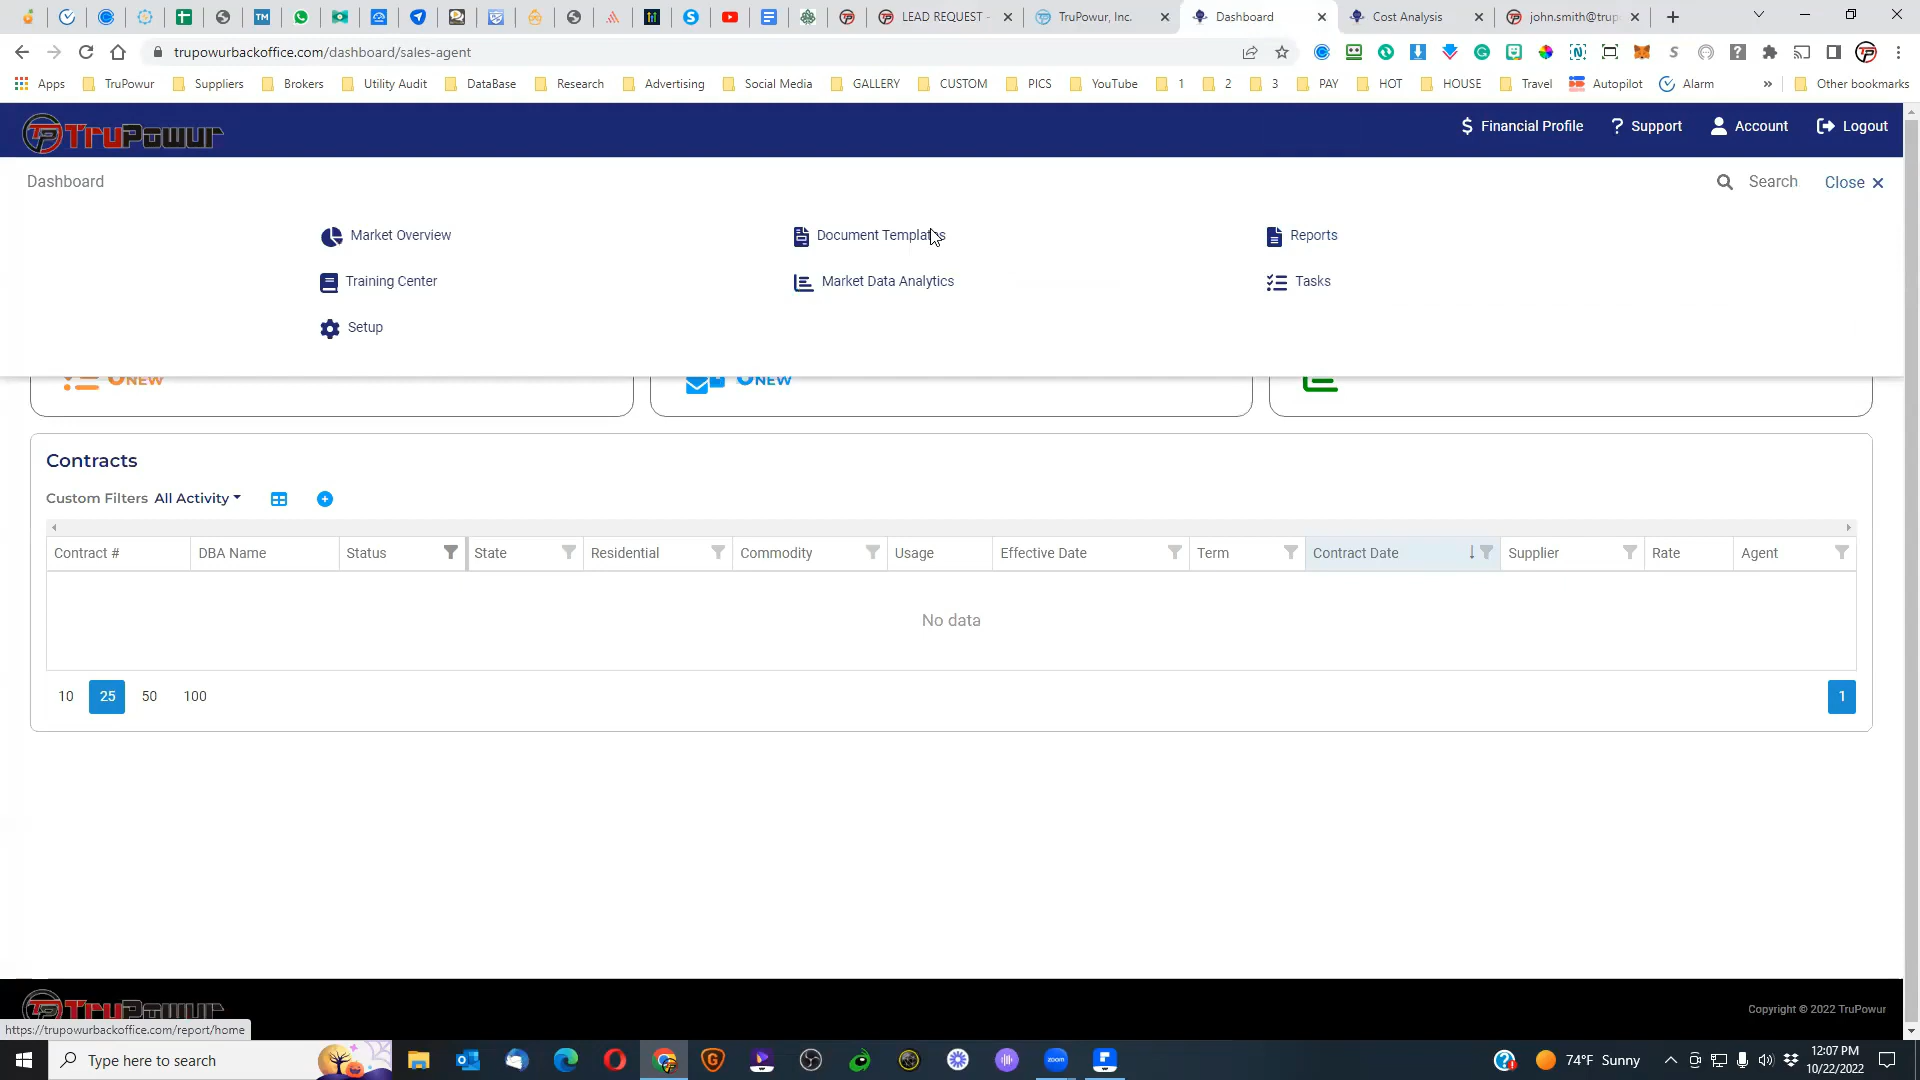 LEAD REQUEST -
TruPowur, Inc.
Dashboard
Cost Analysis
john.smith@trup
trupowurbackoffice.com/dashboard/sales-agent
Apps
TruPowur
Suppliers
Brokers
Utility Audit
DataBase
Research
Advertising
Social Media
GALLERY
CUSTOM
PICS
YouTube
1
2
3
PAY
HOT
HOUSE
Travel
Autopilot
Alarm
»
Other bookmarks
TruPowur
$ Financial Profile
? Support
Account
Logout
Dashboard
Search
Close ×
Market Overview
Document Templates
Reports
Training Center
Market Data Analytics
Tasks
Setup
NEW
NEW
Contracts
Custom Filters All Activity
Contract #
DBA Name
Status
State
Residential
Commodity
Usage
Effective Date
Term
Contract Date
Supplier
Rate
Agent
No data
10
25
50
100
1
TruPowur
Copyright © 2022 TruPowur
https://trupowurbackoffice.com/report/home
Type here to search
zoom
74°F Sunny
12:07 PM
10/22/2022